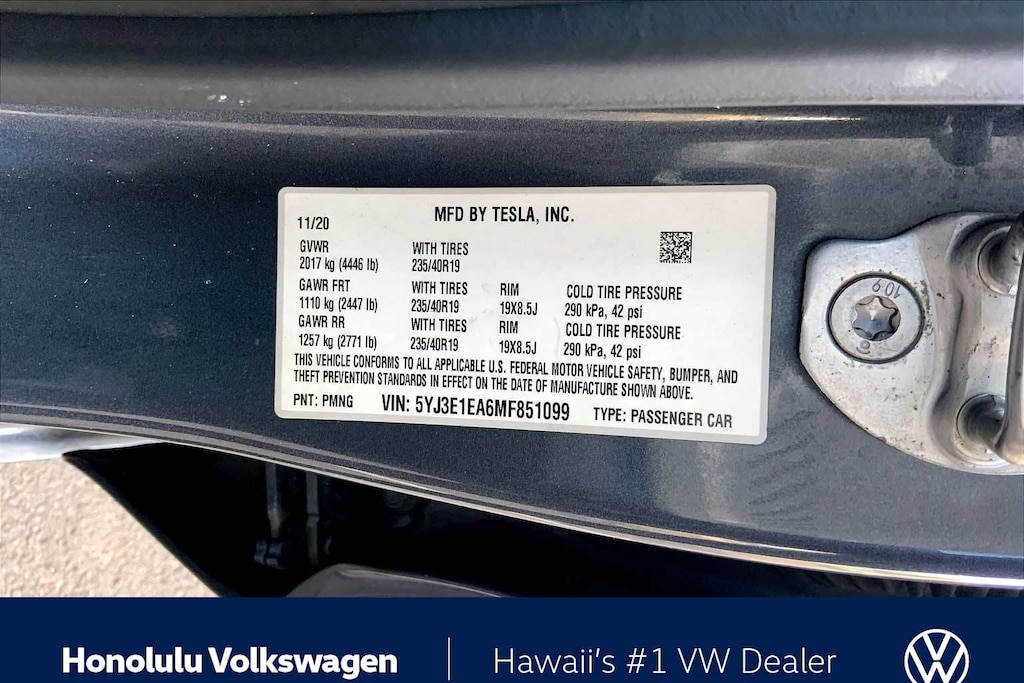 MFD BY TESLA, INC.
11/20
GVWR WITH TIRES
2017 kg (4446 lb) 235/40R19
GAWR FRT WITH TIRES RIM COLD TIRE PRESSURE
1110 kg (2447 lb) 235/40R19 19X8.5J 290 kPa, 42 psi
GAWR RR WITH TIRES RIM COLD TIRE PRESSURE
1257 kg (2771 lb) 235/40R19 19X8.5J 290 kPa, 42 psi
THIS VEHICLE CONFORMS TO ALL APPLICABLE U.S. FEDERAL MOTOR VEHICLE SAFETY, BUMPER, AND
THEFT PREVENTION STANDARDS IN EFFECT ON THE DATE OF MANUFACTURE SHOWN ABOVE.
PNT: PMNG VIN: 5YJ3E1EA6MF851099 TYPE: PASSENGER CAR
10.9
Honolulu Volkswagen Hawaii's #1 VW Dealer